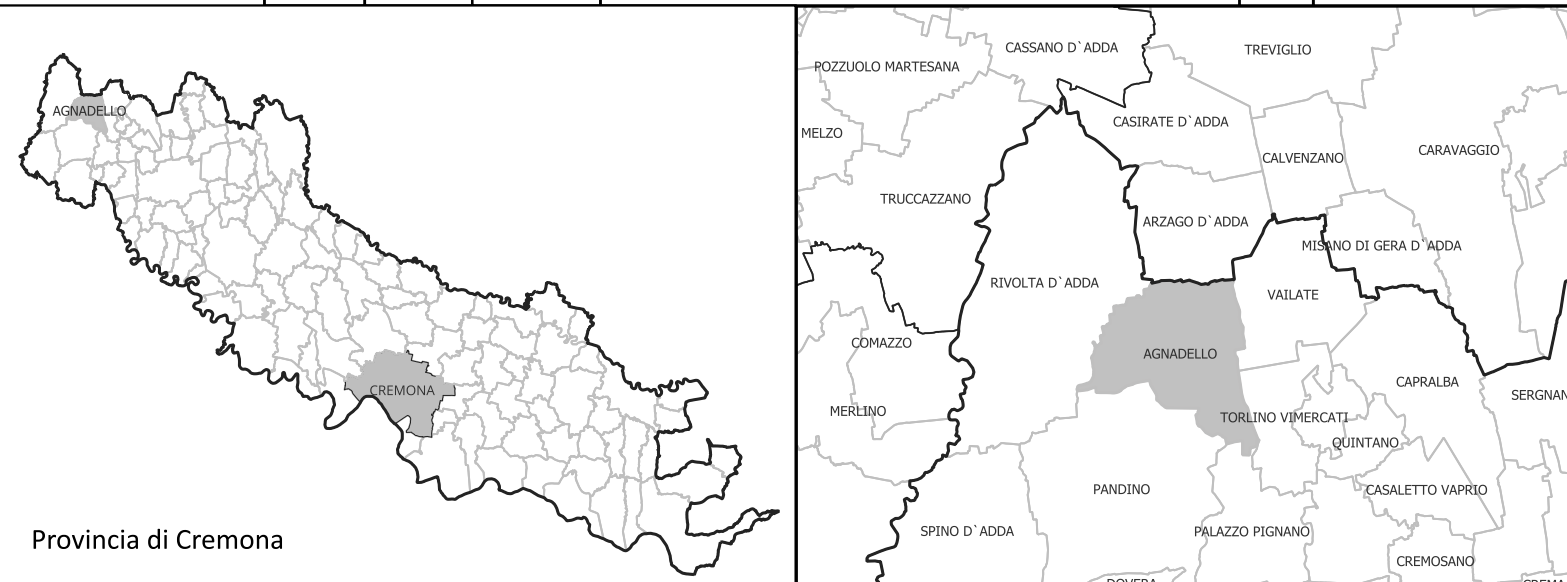 AGNADELLO
CREMONA
Provincia di Cremona
CASSANO D`ADDA
TREVIGLIO
POZZUOLO MARTESANA
CASIRATE D`ADDA
MELZO
CALVENZANO
CARAVAGGIO
TRUCCAZZANO
ARZAGO D`ADDA
MISANO DI GERA D`ADDA
RIVOLTA D`ADDA
VAILATE
COMAZZO
AGNADELLO
CAPRALBA
SERGNAN
MERLINO
TORLINO VIMERCATI
QUINTANO
PANDINO
CASALETTO VAPRIO
SPINO D`ADDA
PALAZZO PIGNANO
CREMOSANO
DOVERA